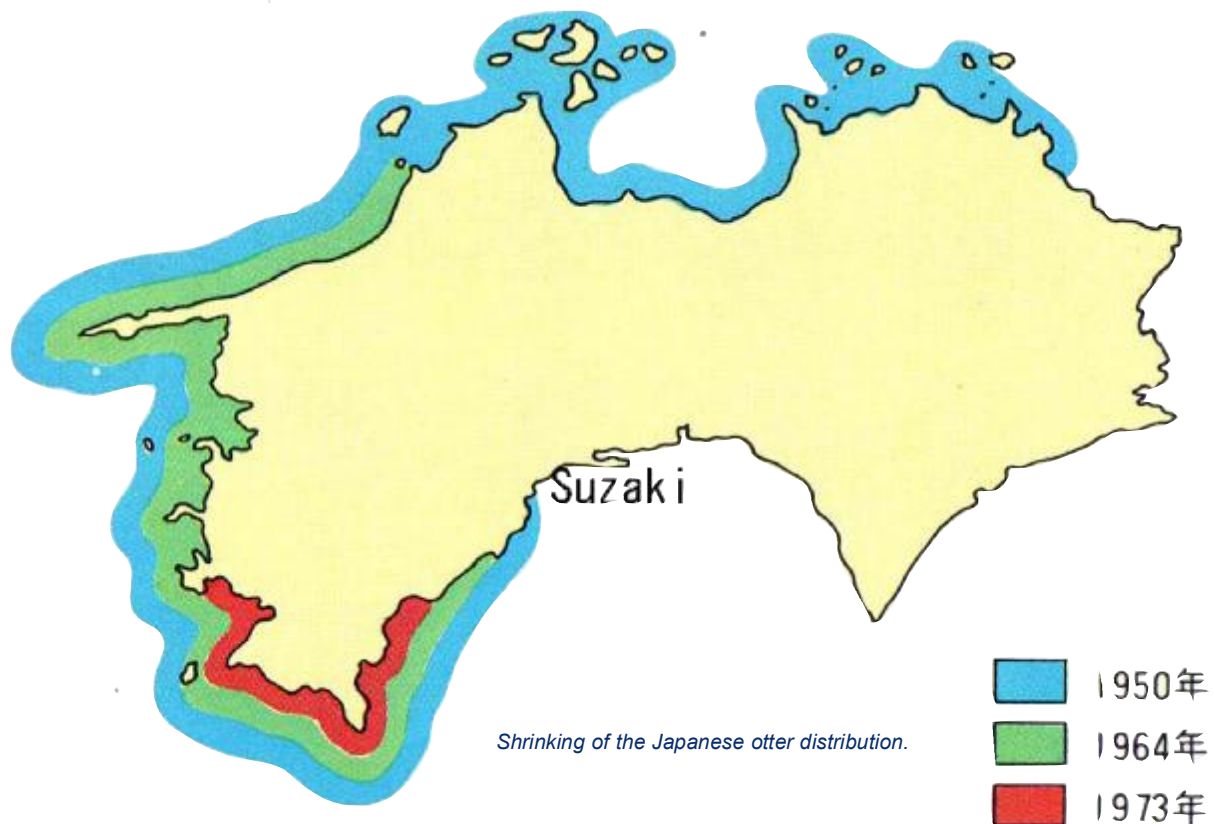 Suzaki
1950年
Shrinking of the Japanese otter distribution.
1964年
1973年